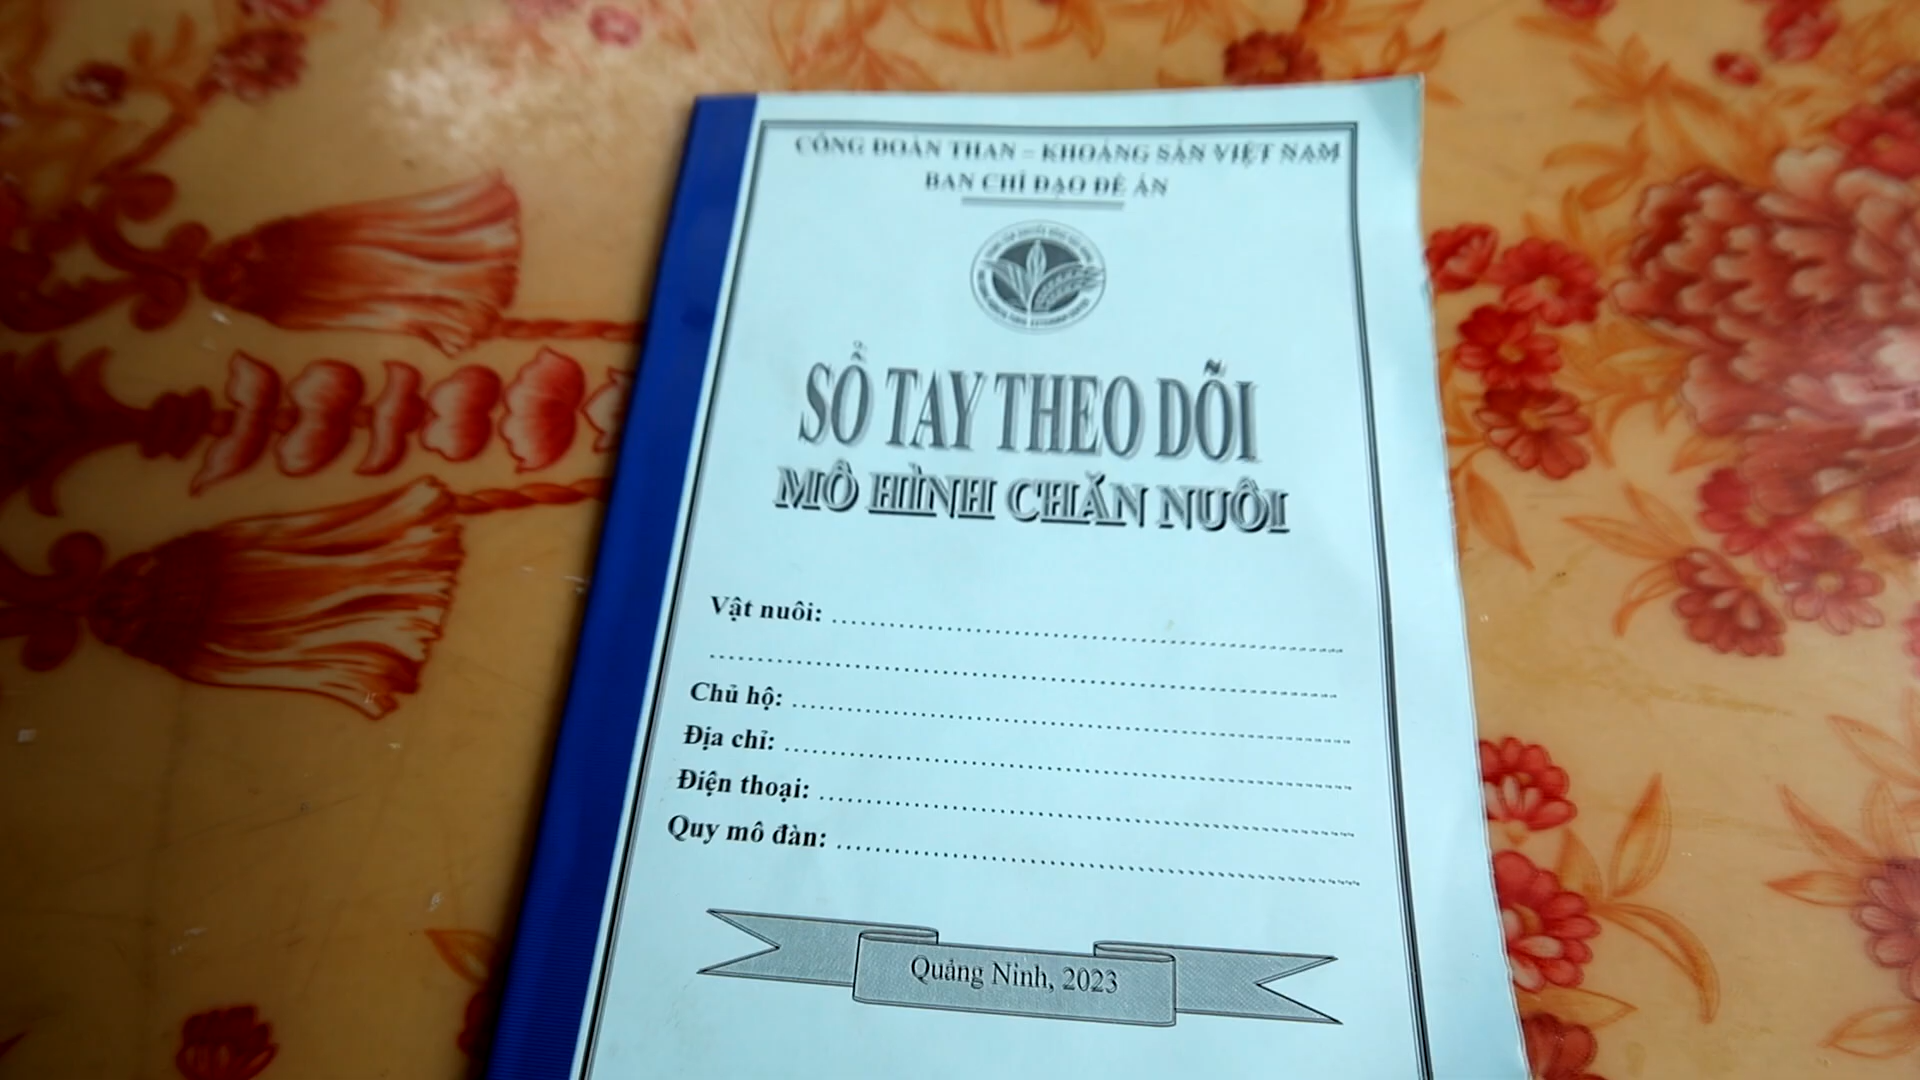 CÔNG ĐOÀN THAN – KHOÁNG SẢN VIỆT NAM
BAN CHỈ ĐẠO ĐỀ ÁN
SỔ TAY THEO DÕI
MÔ HÌNH CHĂN NUÔI
Vật nuôi:
Chủ hộ:
Địa chỉ:
Điện thoại:
Quy mô đàn:
Quảng Ninh, 2023